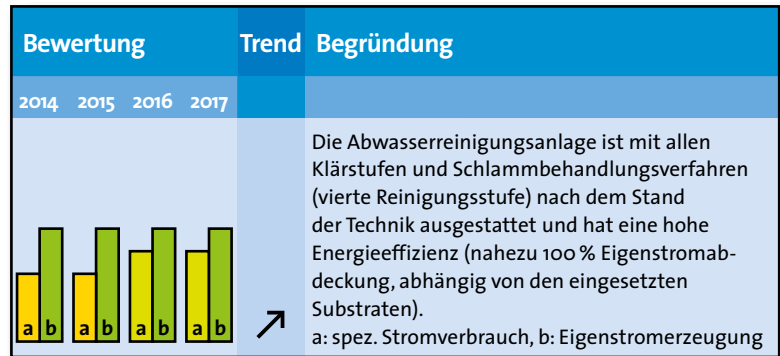 Bewertung Trend Begründung
2014 2015 2016 2017
Die Abwasserreinigungsanlage ist mit allen
Klärstufen und Schlammbehandlungsverfahren
(vierte Reinigungsstufe) nach dem Stand
der Technik ausgestattet und hat eine hohe
Energieeffizienz (nahezu 100 % Eigenstromab-
deckung, abhängig von den eingesetzten
Substraten).
a: spez. Stromverbrauch, b: Eigenstromerzeugung
a b a b a b a b